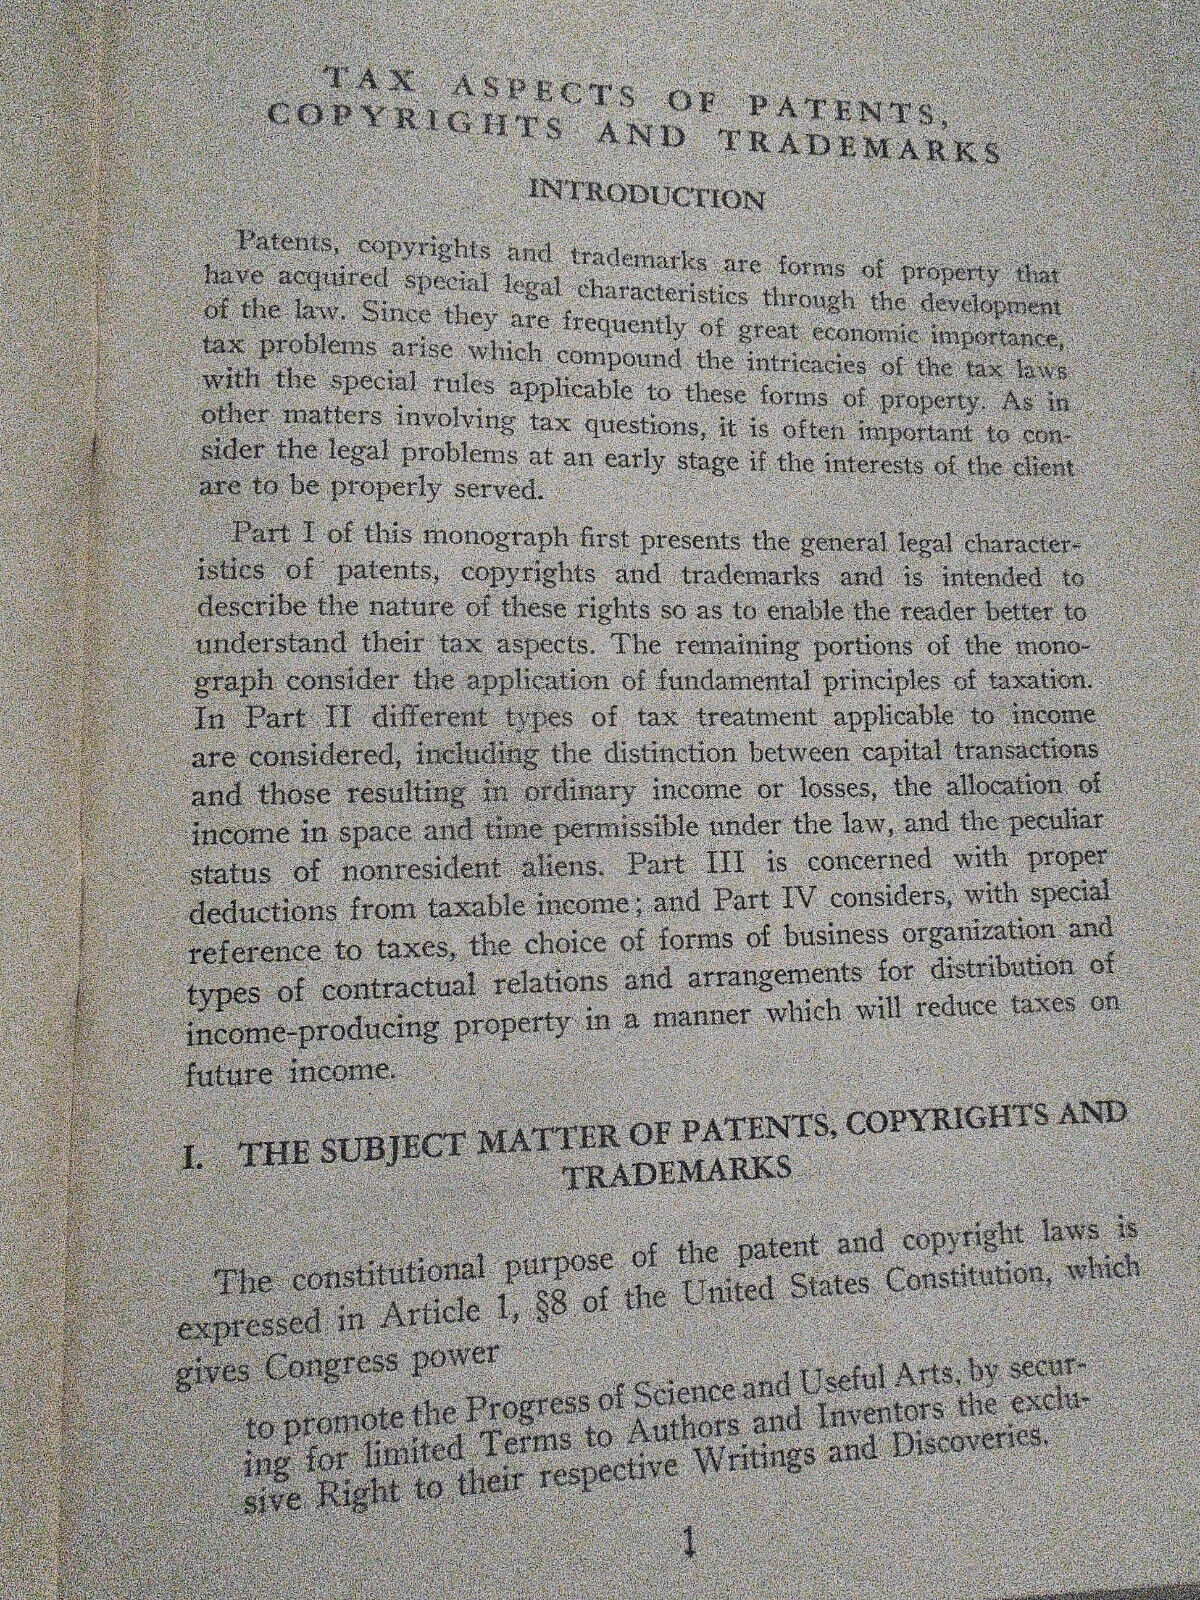 TAX ASPECTS OF PATENTS,
COPYRIGHTS AND TRADEMARKS
INTRODUCTION
Patents, copyrights and trademarks are forms of property that
have acquired special legal characteristics through the development
of the law. Since they are frequently of great economic importance,
tax problems arise which compound the intricacies of the tax laws
with the special rules applicable to these forms of property. As in
other matters involving tax questions, it is often important to con-
sider the legal problems at an early stage if the interests of the client
are to be properly served.
Part I of this monograph first presents the general legal character-
istics of patents, copyrights and trademarks and is intended to
describe the nature of these rights so as to enable the reader better to
understand their tax aspects. The remaining portions of the mono-
graph consider the application of fundamental principles of taxation.
In Part II different types of tax treatment applicable to income
are considered, including the distinction between capital transactions
and those resulting in ordinary income or losses, the allocation of
income in space and time permissible under the law, and the peculiar
status of nonresident aliens. Part III is concerned with proper
deductions from taxable income; and Part IV considers, with special
reference to taxes, the choice of forms of business organization and
types of contractual relations and arrangements for distribution of
income-producing property in a manner which will reduce taxes on
future income.
I. THE SUBJECT MATTER OF PATENTS, COPYRIGHTS AND
TRADEMARKS
The constitutional purpose of the patent and copyright laws is
expressed in Article 1, §8 of the United States Constitution, which
gives Congress power
to promote the Progress of Science and Useful Arts, by secur-
ing for limited Terms to Authors and Inventors the exclu-
sive Right to their respective Writings and Discoveries.
1